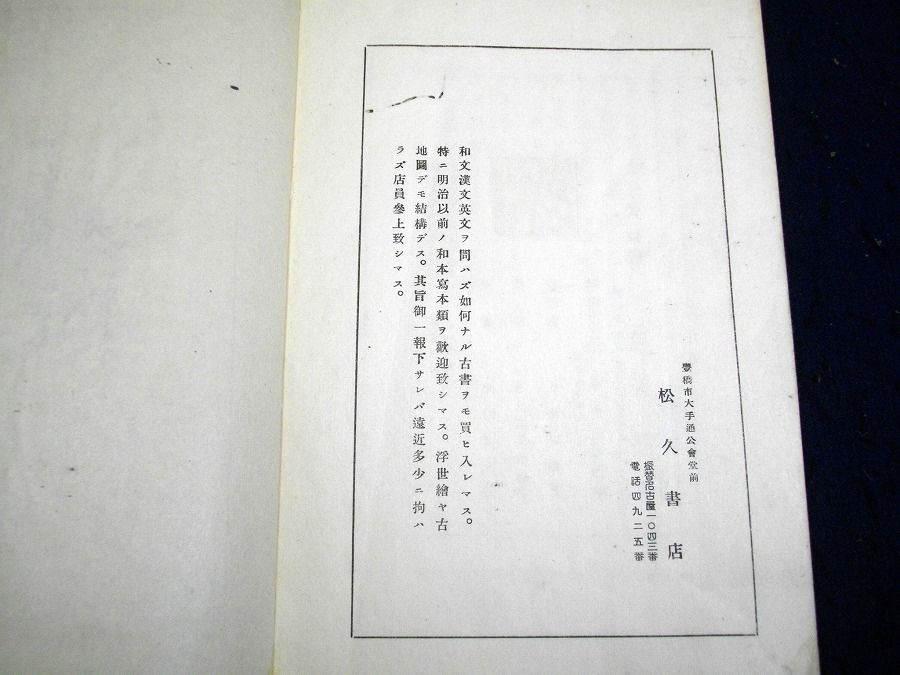 豐橋市大手通公會堂前
松久書店
振替名古屋一〇四三番
電話四九二五番
和文漢文英文ヲ問ハズ如何ナル古書ヲモ買ヒ入レマス。
特ニ明治以前ノ和本寫本類ヲ歡迎致シマス。浮世繪ヤ古
地圖デモ結構デス。其旨御一報下サレバ遠近多少ニ拘ハ
ラズ店員參上致シマス。